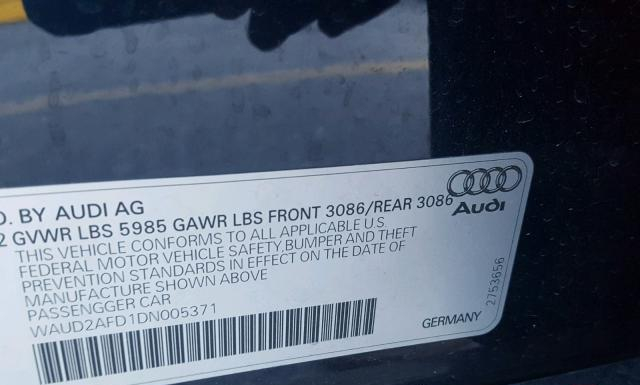 D. BY AUDI AG
2 GVWR LBS 5985 GAWR LBS FRONT 3086/REAR 3086
THIS VEHICLE CONFORMS TO ALL APPLICABLE U.S.
FEDERAL MOTOR VEHICLE SAFETY,BUMPER AND THEFT
PREVENTION STANDARDS IN EFFECT ON THE DATE OF
MANUFACTURE SHOWN ABOVE
PASSENGGER CAR
WAUD2AFD1DN005371
Audi
2753656
GERMANY